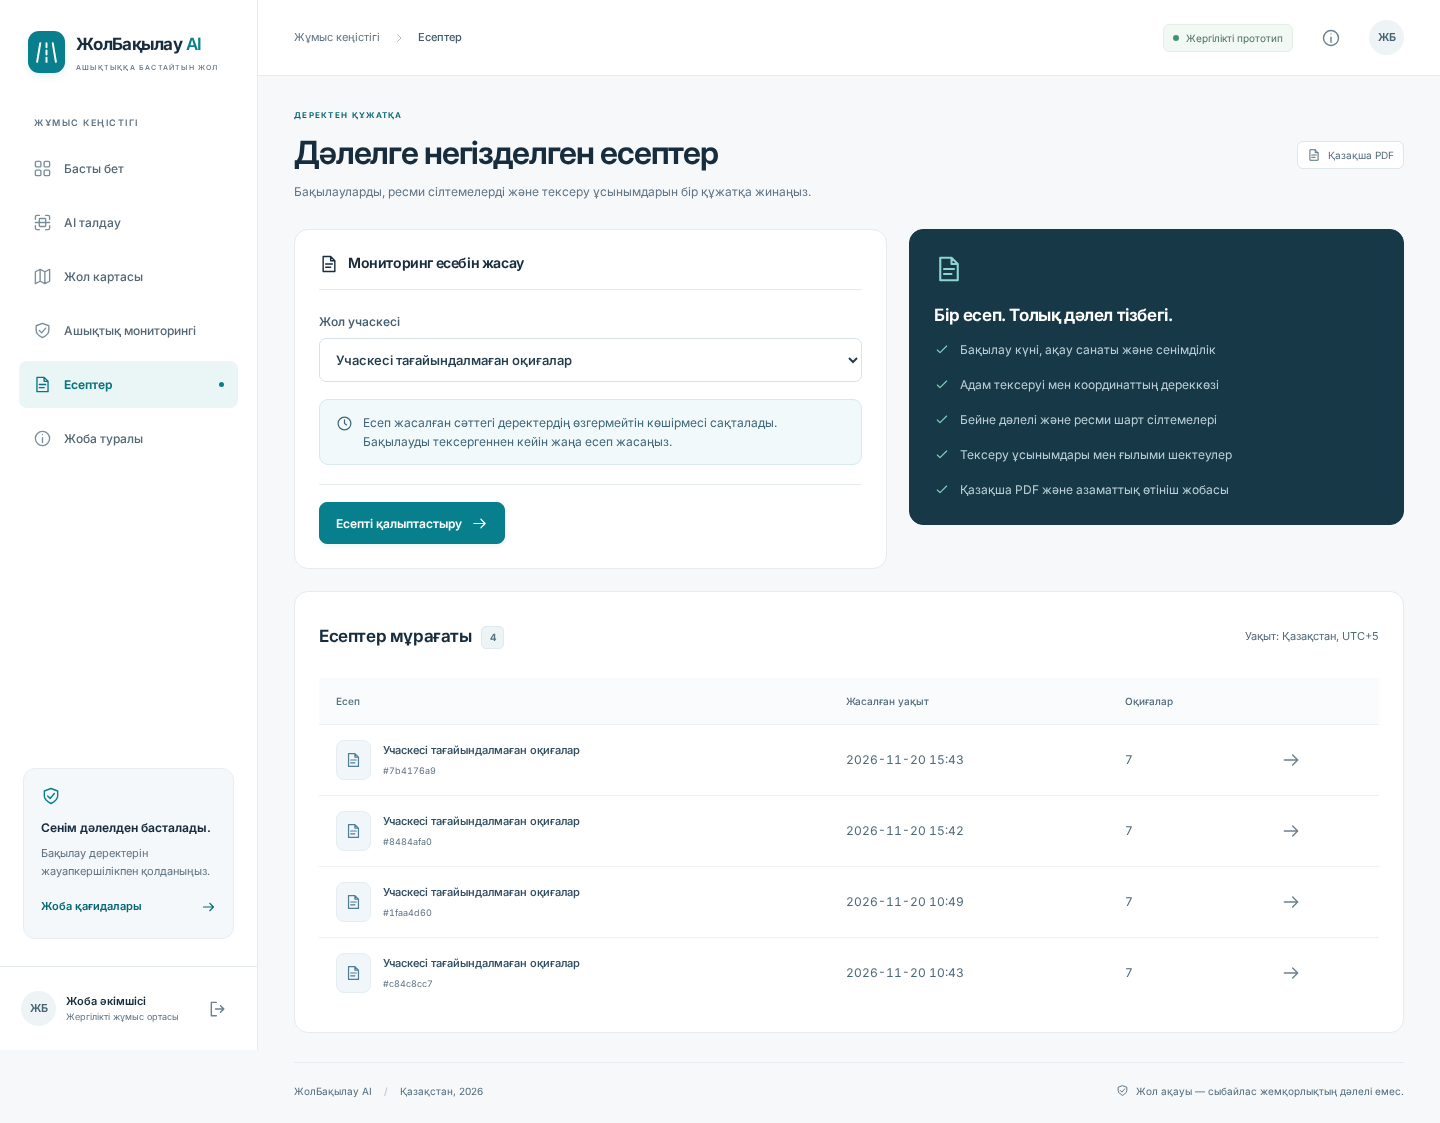 ЖолБақылау AI
АШЫҚТЫҚҚА БАСТАЙТЫН ЖОЛ
ЖҰМЫС КЕҢІСТІГІ
Басты бет
AI талдау
Жол картасы
Ашықтық мониторингі
Есептер
Жоба туралы
Сенім дәлелден басталады.
Бақылау деректерін
жауапкершілікпен қолданыңыз.
Жоба қағидалары
ЖБ
Жоба әкімшісі
Жергілікті жұмыс ортасы
Жұмыс кеңістігі
Есептер
Жергілікті прототип
ЖБ
ДЕРЕКТЕН ҚҰЖАТҚА
Дәлелге негізделген есептер
Бақылауларды, ресми сілтемелерді және тексеру ұсынымдарын бір құжатқа жинаңыз.
Қазақша PDF
Мониторинг есебін жасау
Жол учаскесі
Учаскесі тағайындалмаған оқиғалар
Есеп жасалған сәттегі деректердің өзгермейтін көшірмесі сақталады.
Бақылауды тексергеннен кейін жаңа есеп жасаңыз.
Есепті қалыптастыру
Бір есеп. Толық дәлел тізбегі.
Бақылау күні, ақау санаты және сенімділік
Адам тексеруі мен координаттың дереккөзі
Бейне дәлелі және ресми шарт сілтемелері
Тексеру ұсынымдары мен ғылыми шектеулер
Қазақша PDF және азаматтық өтініш жобасы
Есептер мұрағаты 4
Уақыт: Қазақстан, UTC+5
Есеп Жасалған уақыт Оқиғалар
Учаскесі тағайындалмаған оқиғалар
#7b4176a9
2026-11-20 15:43 7
Учаскесі тағайындалмаған оқиғалар
#8484afa0
2026-11-20 15:42 7
Учаскесі тағайындалмаған оқиғалар
#1faa4d60
2026-11-20 10:49 7
Учаскесі тағайындалмаған оқиғалар
#c84c8cc7
2026-11-20 10:43 7
ЖолБақылау AI / Қазақстан, 2026
Жол ақауы — сыбайлас жемқорлықтың дәлелі емес.